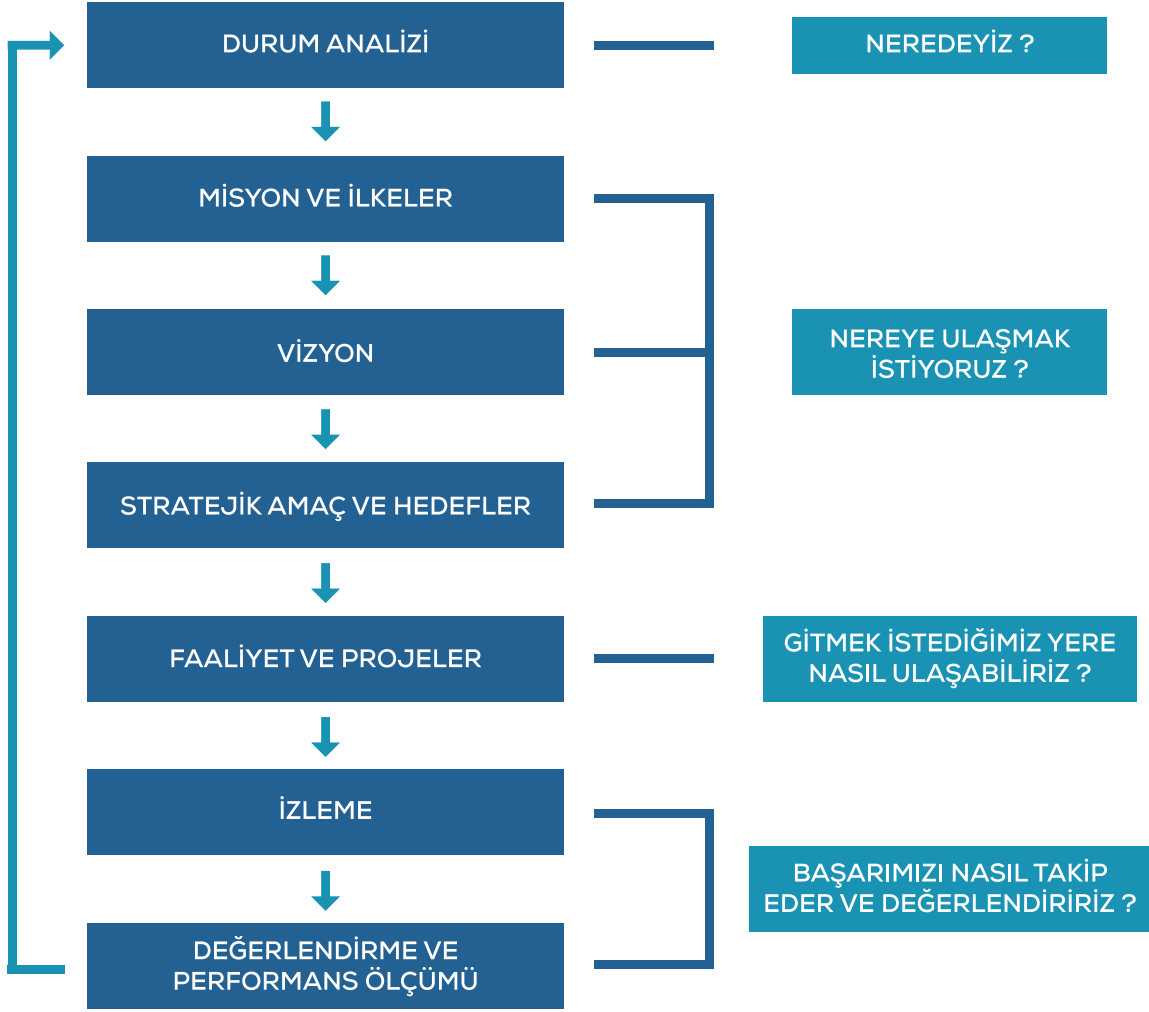 DURUM ANALİZİ
NEREDEYİZ ?
MİSYON VE İLKELER
VİZYON
NEREYE ULAŞMAK
İSTİYORUZ ?
STRATEJİK AMAÇ VE HEDEFLER
FAALİYET VE PROJELER
GİTMEK İSTEDİĞİMİZ YERE
NASIL ULAŞABİLİRİZ ?
İZLEME
BAŞARIMIZI NASIL TAKİP
EDER VE DEĞERLENDİRİRİZ ?
DEĞERLENDİRME VE
PERFORMANS ÖLÇÜMÜ